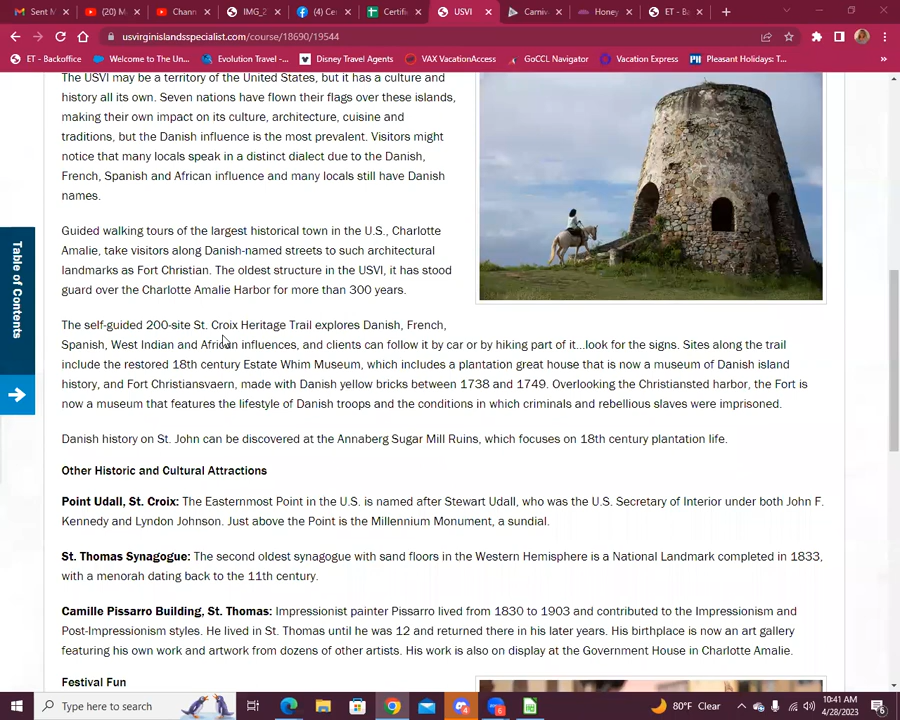 Sent M
(20) M
Chann
IMG_2
(4) Ce
Certific
USVI
Carniv
Honey
ET - Ba
usvirginislandsspecialist.com/course/18690/19544
ET - Backoffice
Welcome to The Un...
Evolution Travel -...
Disney Travel Agents
VAX VacationAccess
GoCCL Navigator
Vacation Express
Pleasant Holidays: T...
The USVI may be a territory of the United States, but it has a culture and
history all its own. Seven nations have flown their flags over these islands,
making their own impact on its culture, architecture, cuisine and
traditions, but the Danish influence is the most prevalent. Visitors might
notice that many locals speak in a distinct dialect due to the Danish,
French, Spanish and African influence and many locals still have Danish
names.
Guided walking tours of the largest historical town in the U.S., Charlotte
Amalie, take visitors along Danish-named streets to such architectural
landmarks as Fort Christian. The oldest structure in the USVI, it has stood
guard over the Charlotte Amalie Harbor for more than 300 years.
Table of Contents
The self-guided 200-site St. Croix Heritage Trail explores Danish, French,
Spanish, West Indian and African influences, and clients can follow it by car or by hiking part of it...look for the signs. Sites along the trail
include the restored 18th century Estate Whim Museum, which includes a plantation great house that is now a museum of Danish island
history, and Fort Christiansvaern, made with Danish yellow bricks between 1738 and 1749. Overlooking the Christiansted harbor, the Fort is
now a museum that features the lifestyle of Danish troops and the conditions in which criminals and rebellious slaves were imprisoned.
Danish history on St. John can be discovered at the Annaberg Sugar Mill Ruins, which focuses on 18th century plantation life.
Other Historic and Cultural Attractions
Point Udall, St. Croix: The Easternmost Point in the U.S. is named after Stewart Udall, who was the U.S. Secretary of Interior under both John F.
Kennedy and Lyndon Johnson. Just above the Point is the Millennium Monument, a sundial.
St. Thomas Synagogue: The second oldest synagogue with sand floors in the Western Hemisphere is a National Landmark completed in 1833,
with a menorah dating back to the 11th century.
Camille Pissarro Building, St. Thomas: Impressionist painter Pissarro lived from 1830 to 1903 and contributed to the Impressionism and
Post-Impressionism styles. He lived in St. Thomas until he was 12 and returned there in his later years. His birthplace is now an art gallery
featuring his own work and artwork from dozens of other artists. His work is also on display at the Government House in Charlotte Amalie.
Festival Fun
Type here to search
80°F Clear
10:41 AM
4/28/2023